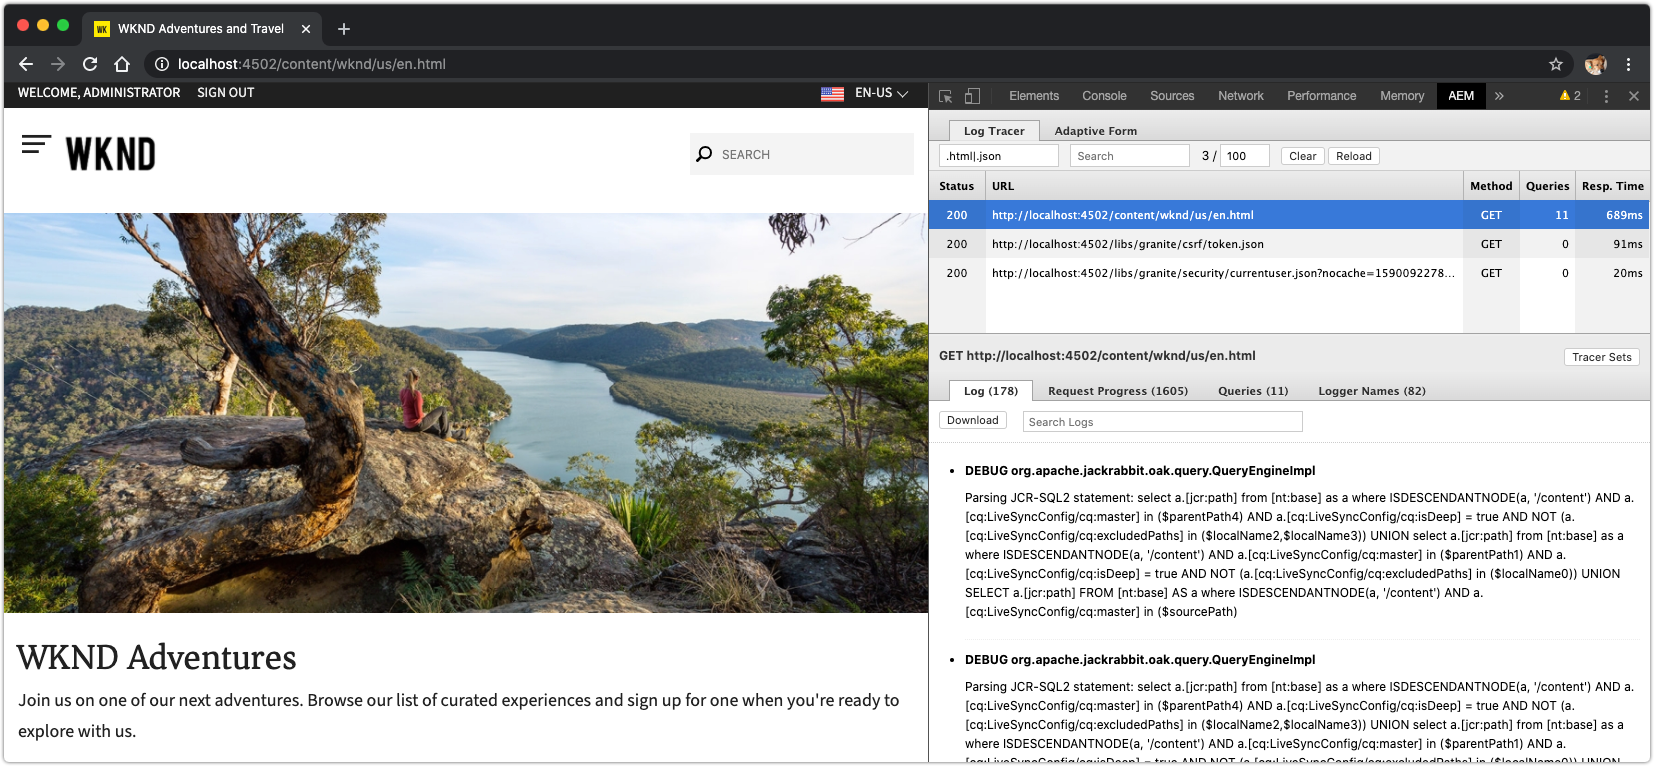 WK WKND Adventures and Travel
localhost:4502/content/wknd/us/en.html
WELCOME, ADMINISTRATOR SIGN OUT EN-US
WKND
SEARCH
WKND Adventures
Join us on one of our next adventures. Browse our list of curated experiences and sign up for one when you're ready to
explore with us.
Elements Console Sources Network Performance Memory AEM » 2
Log Tracer Adaptive Form
.html|.json Search 3 / 100 Clear Reload
Status URL Method Queries Resp. Time
200 http://localhost:4502/content/wknd/us/en.html GET 11 689ms
200 http://localhost:4502/libs/granite/csrf/token.json GET 0 91ms
200 http://localhost:4502/libs/granite/security/currentuser.json?nocache=1590092278... GET 0 20ms
GET http://localhost:4502/content/wknd/us/en.html Tracer Sets
Log (178) Request Progress (1605) Queries (11) Logger Names (82)
Download Search Logs
• DEBUG org.apache.jackrabbit.oak.query.QueryEngineImpl
Parsing JCR-SQL2 statement: select a.[jcr:path] from [nt:base] as a where ISDESCENDANTNODE(a, '/content') AND a.
[cq:LiveSyncConfig/cq:master] in ($parentPath4) AND a.[cq:LiveSyncConfig/cq:isDeep] = true AND NOT (a.
[cq:LiveSyncConfig/cq:excludedPaths] in ($localName2,$localName3)) UNION select a.[jcr:path] from [nt:base] as a
where ISDESCENDANTNODE(a, '/content') AND a.[cq:LiveSyncConfig/cq:master] in ($parentPath1) AND a.
[cq:LiveSyncConfig/cq:isDeep] = true AND NOT (a.[cq:LiveSyncConfig/cq:excludedPaths] in ($localName0)) UNION
SELECT a.[jcr:path] FROM [nt:base] AS a where ISDESCENDANTNODE(a, '/content') AND a.
[cq:LiveSyncConfig/cq:master] in ($sourcePath)
• DEBUG org.apache.jackrabbit.oak.query.QueryEngineImpl
Parsing JCR-SQL2 statement: select a.[jcr:path] from [nt:base] as a where ISDESCENDANTNODE(a, '/content') AND a.
[cq:LiveSyncConfig/cq:master] in ($parentPath4) AND a.[cq:LiveSyncConfig/cq:isDeep] = true AND NOT (a.
[cq:LiveSyncConfig/cq:excludedPaths] in ($localName2,$localName3)) UNION select a.[jcr:path] from [nt:base] as a
where ISDESCENDANTNODE(a, '/content') AND a.[cq:LiveSyncConfig/cq:master] in ($parentPath1) AND a.
[cq:LiveSyncConfig/cq:isDeep] = true AND NOT (a.[cq:LiveSyncConfig/cq:excludedPaths] in ($localName0)) UNION